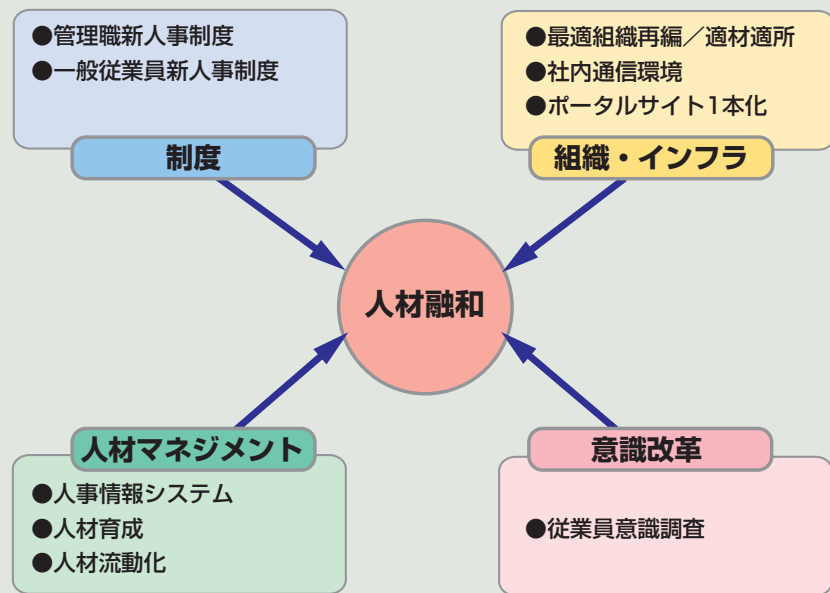 ●管理職新人事制度
●一般従業員新人事制度
制度
●最適組織再編／適材適所
●社内通信環境
●ポータルサイト1本化
組織・インフラ
人材融和
人材マネジメント
●人事情報システム
●人材育成
●人材流動化
意識改革
●従業員意識調査